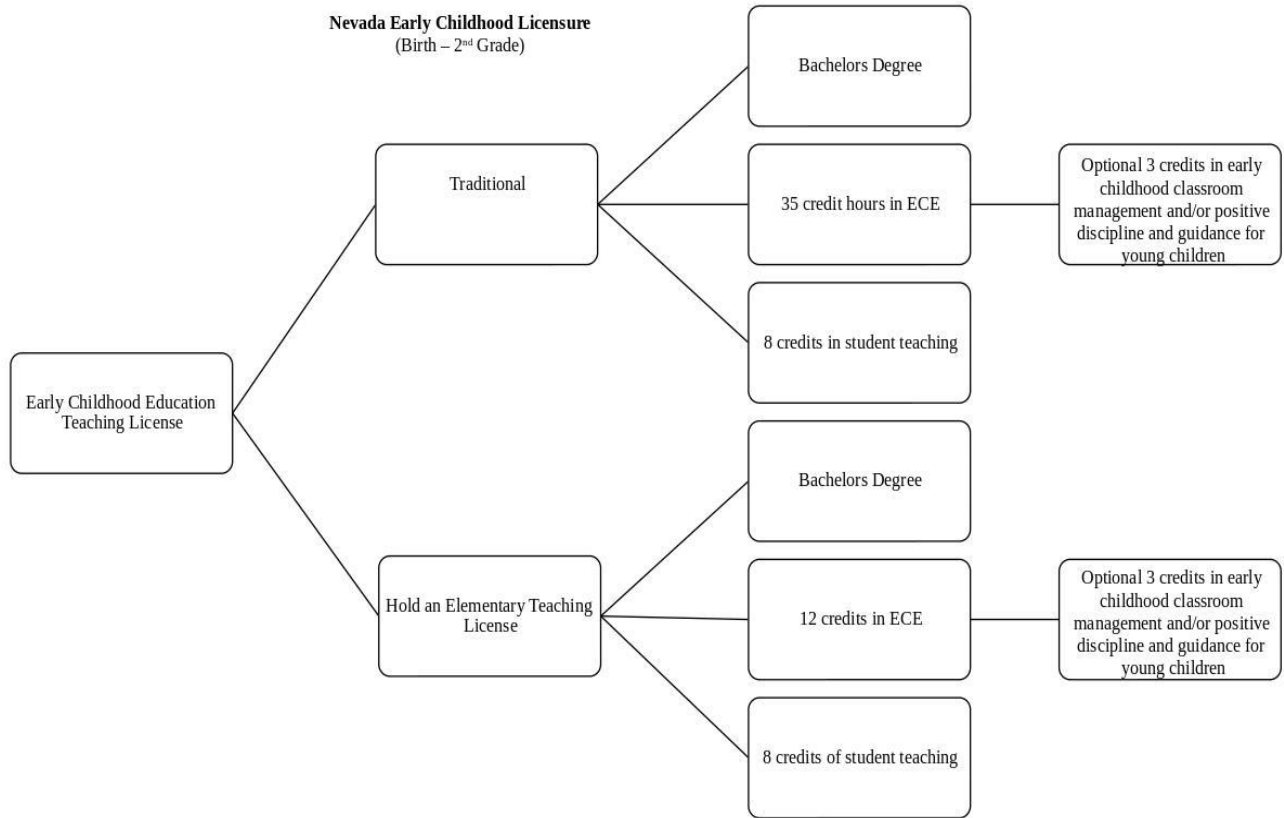 Nevada Early Childhood Licensure
(Birth – 2nd Grade)
Early Childhood Education
Teaching License
Traditional
Bachelors Degree
35 credit hours in ECE
Optional 3 credits in early
childhood classroom
management and/or positive
discipline and guidance for
young children
8 credits in student teaching
Hold an Elementary Teaching
License
Bachelors Degree
12 credits in ECE
Optional 3 credits in early
childhood classroom
management and/or positive
discipline and guidance for
young children
8 credits of student teaching